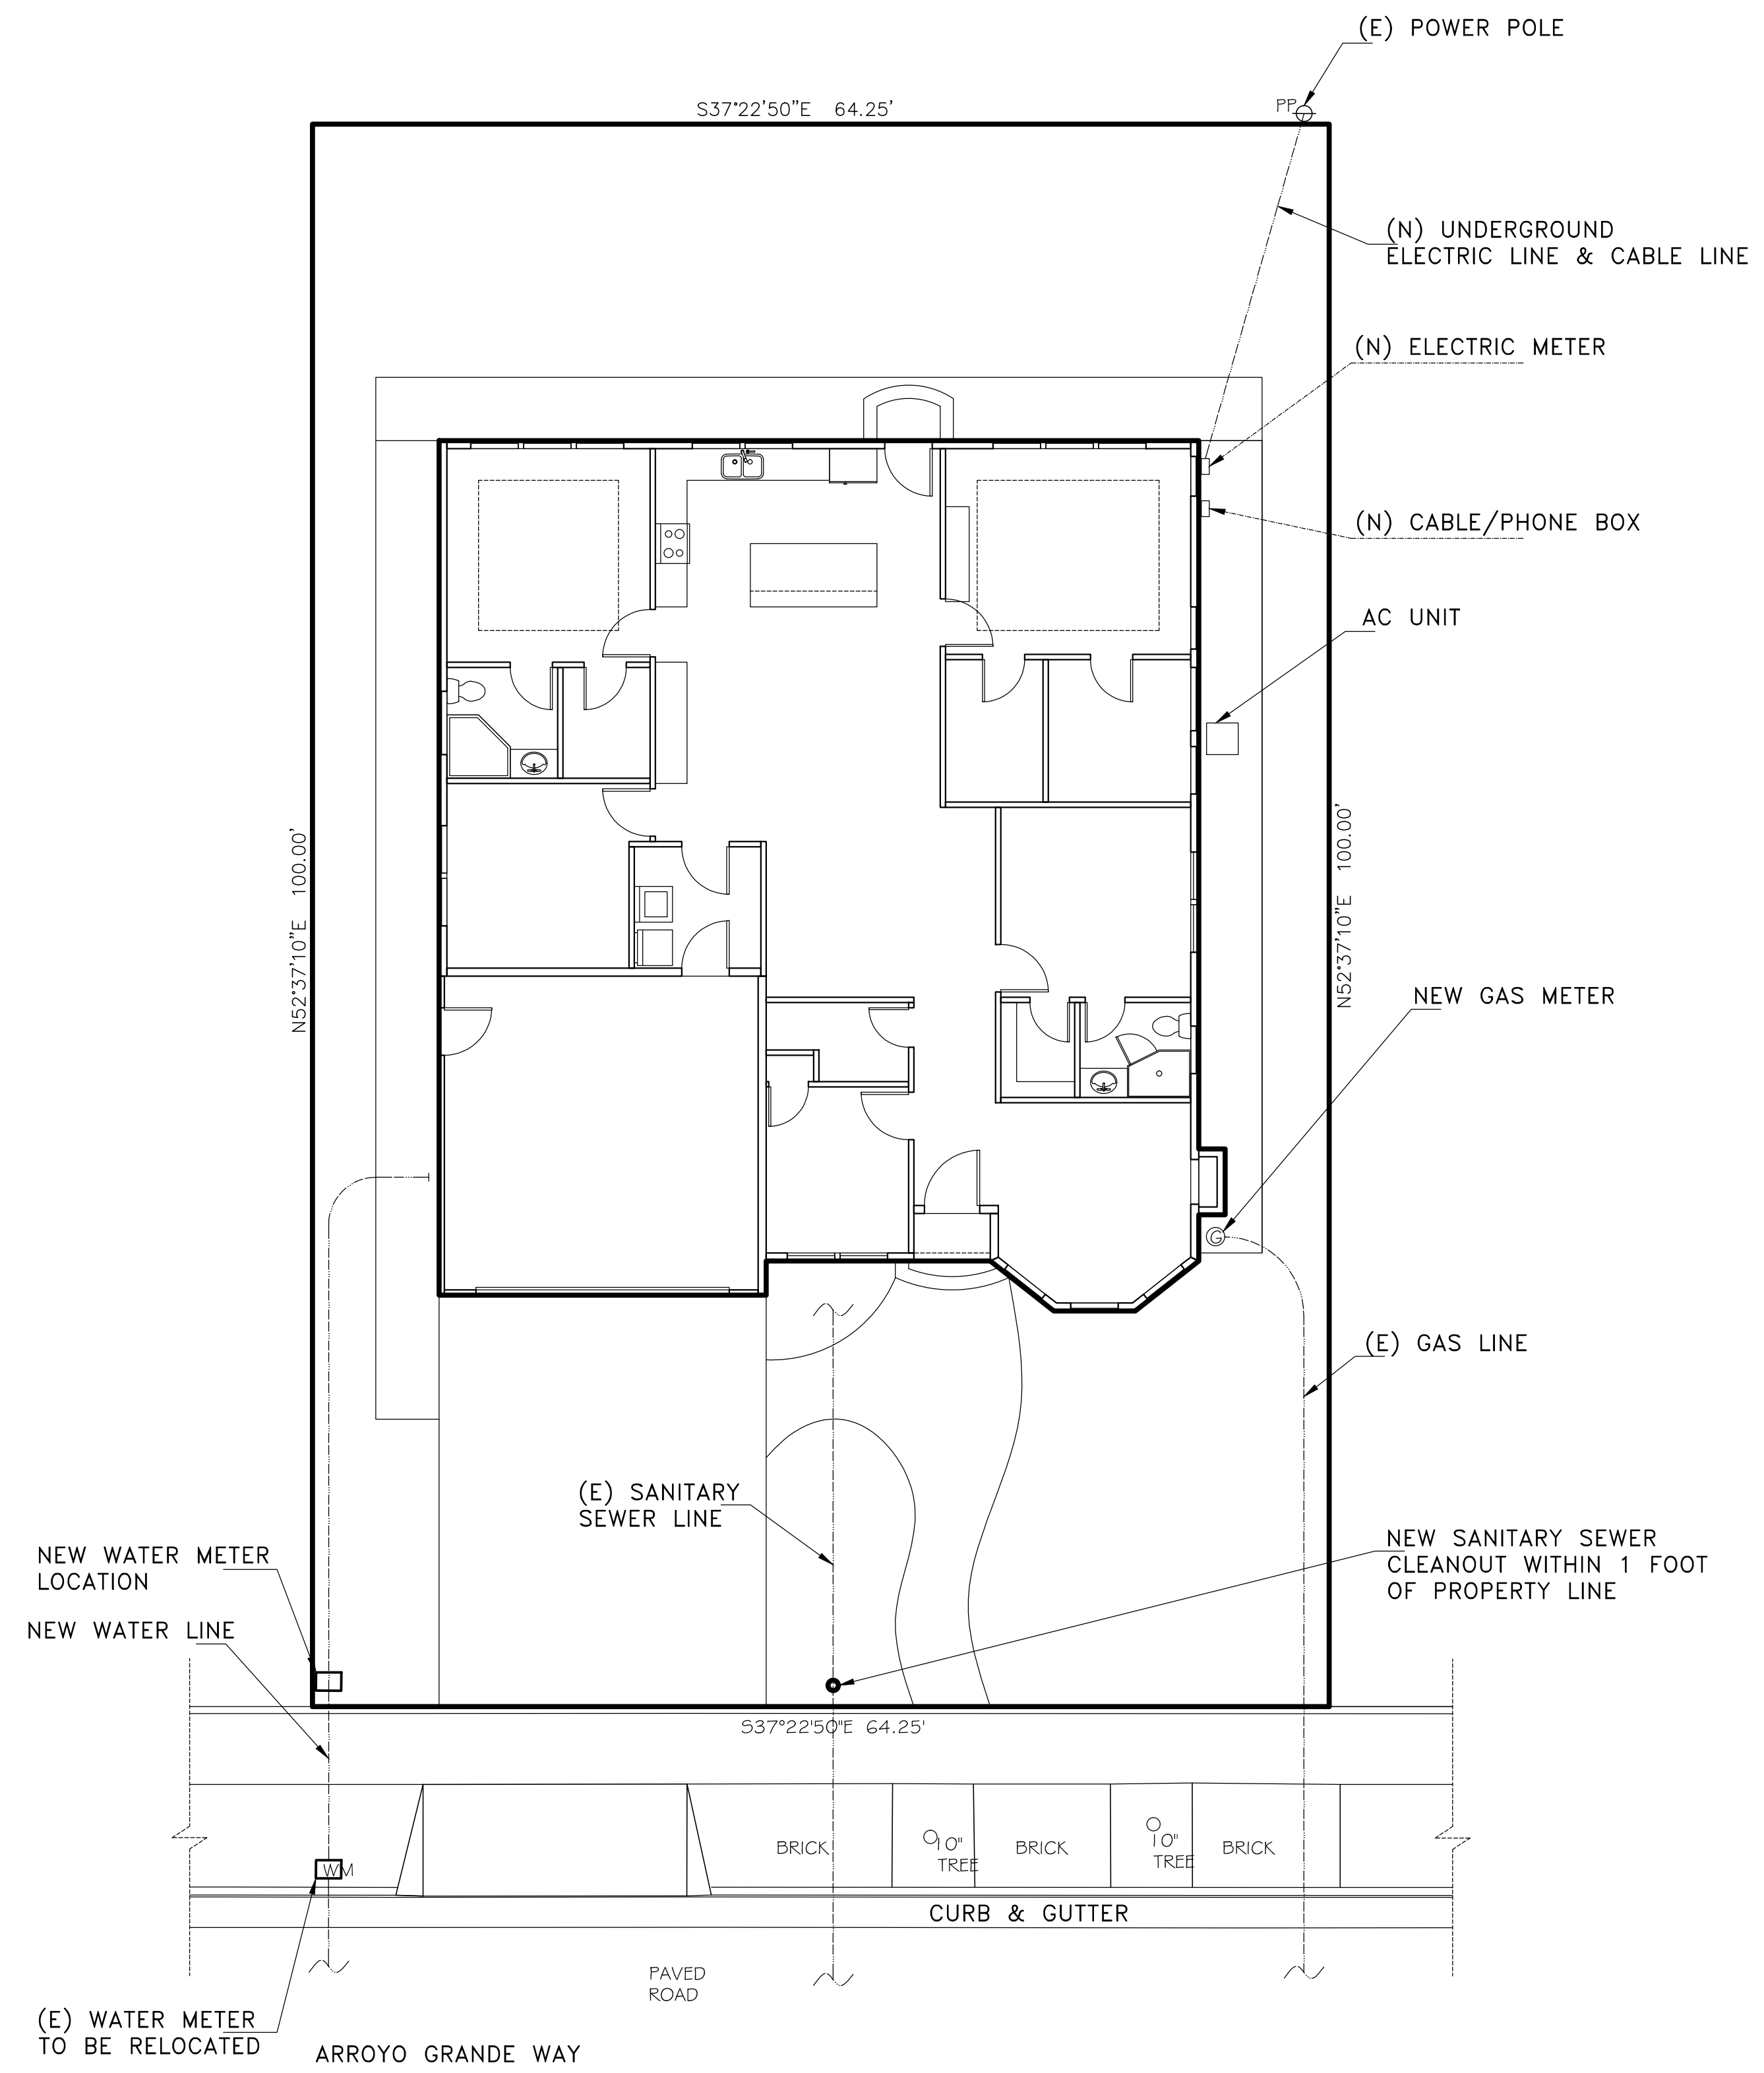 (E) POWER POLE
PP
S37°22'50"E 64.25'
(N) UNDERGROUND
ELECTRIC LINE & CABLE LINE
(N) ELECTRIC METER
(N) CABLE/PHONE BOX
AC UNIT
N52°37'10"E 100.00'
N52°37'10"E 100.00'
NEW GAS METER
G
(E) GAS LINE
(E) SANITARY
SEWER LINE
NEW SANITARY SEWER
CLEANOUT WITHIN 1 FOOT
OF PROPERTY LINE
NEW WATER METER
LOCATION
NEW WATER LINE
S37°22'50"E 64.25'
BRICK
10"
TREE
BRICK
10"
TREE
BRICK
WM
CURB & GUTTER
PAVED
ROAD
(E) WATER METER
TO BE RELOCATED
ARROYO GRANDE WAY